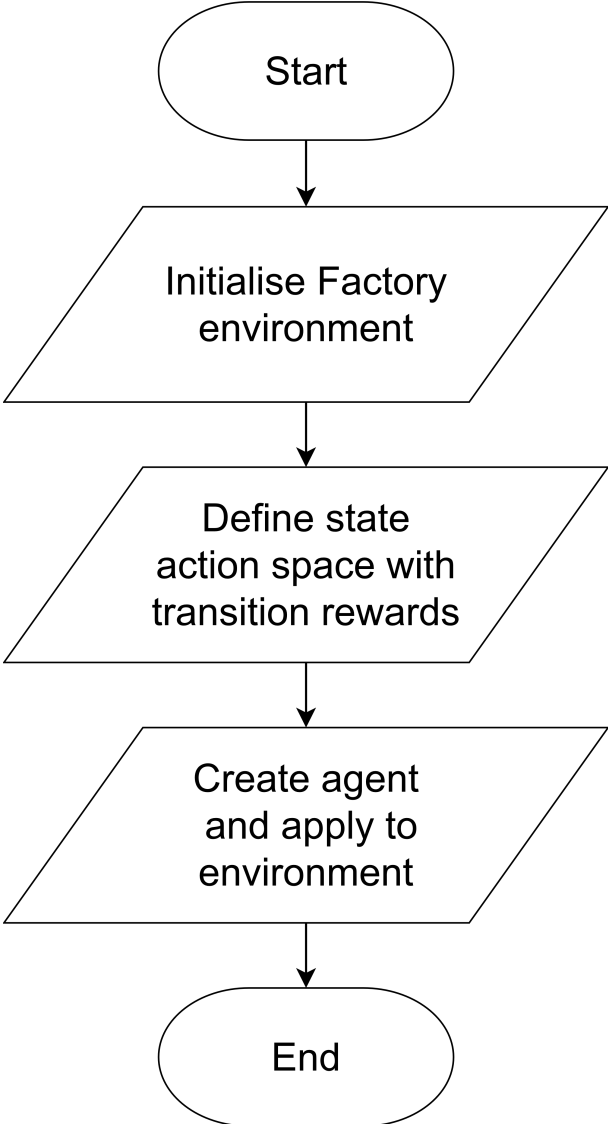 Start
Initialise Factory
environment
Define state
action space with
transition rewards
Create agent
and apply to
environment
End